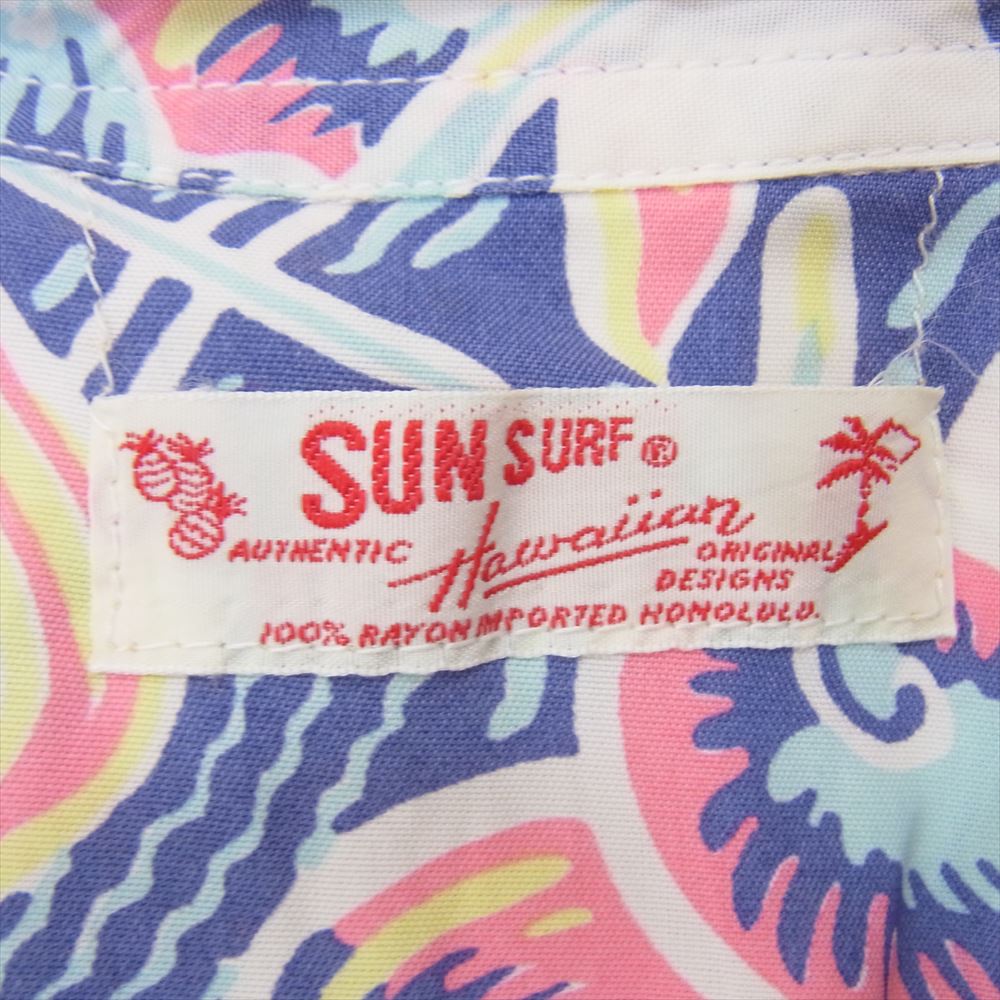 SUN SURF ®
AUTHENTIC Hawaiian ORIGINAL
DESIGNS
100% RAYON IMPORTED HONOLULU.